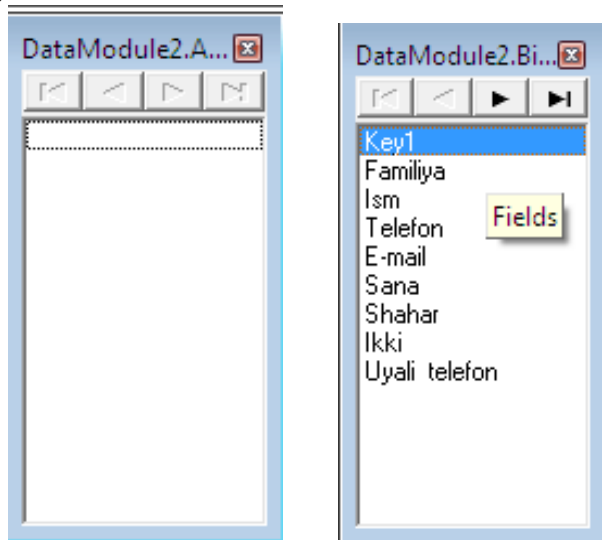 DataModule2.A...
DataModule2.Bi...
Key1
Familiya
Ism
Telefon
Fields
E-mail
Sana
Shahar
Ikki
Uyali telefon